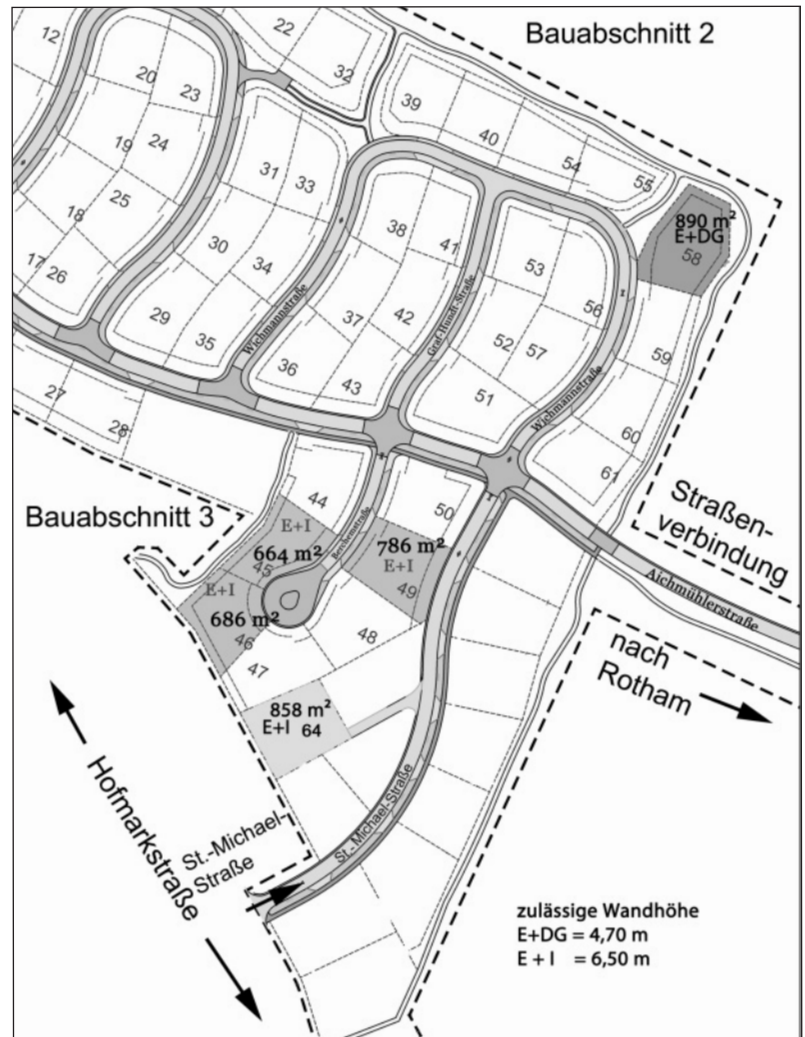 Bauabschnitt 2
12
22
32
20
23
39
40
54
55
19
24
31
33
890 m²
E+DG
58
18
25
38
41
53
17
26
30
34
37
42
56
29
35
Wichmannstraße
Graf-Hundt-Straße
52
57
59
36
43
51
Wichmannstraße
27
28
60
61
44
50
Straßen-
verbindung
Bauabschnitt 3
E+I
664 m²
45
Berchemstraße
786 m²
E+I
49
E+I
686 m²
46
48
47
Aichmühlerstraße
nach
Rotham
858 m²
E+I 64
Hofmarkstraße
St.-Michael-
Straße
St.-Michael-Straße
zulässige Wandhöhe
E+DG = 4,70 m
E + I = 6,50 m